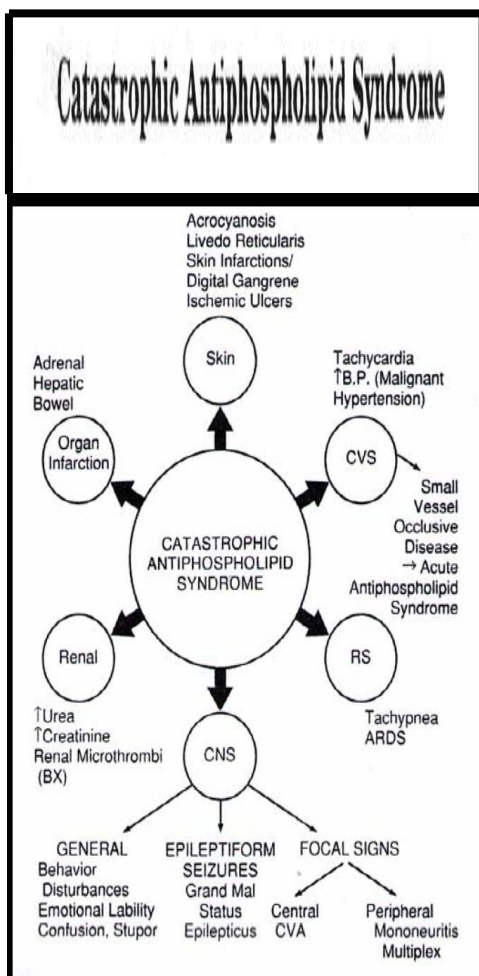 Catastrophic Antiphospholipid Syndrome
Acrocyanosis
Livedo Reticularis
Skin Infarctions/
Digital Gangrene
Ischemic Ulcers
Skin
Adrenal
Hepatic
Bowel
Organ
Infarction
Tachycardia
↑B.P. (Malignant
Hypertension)
CVS
Small
Vessel
Occlusive
Disease
→ Acute
Antiphospholipid
Syndrome
CATASTROPHIC
ANTIPHOSPHOLIPID
SYNDROME
Renal
↑Urea
↑Creatinine
Renal Microthrombi
(BX)
RS
Tachypnea
ARDS
CNS
GENERAL
Behavior
Disturbances
Emotional Lability
Confusion, Stupor
EPILEPTIFORM
SEIZURES
Grand Mal
Status
Epilepticus
FOCAL SIGNS
Central
CVA
Peripheral
Mononeuritis
Multiplex